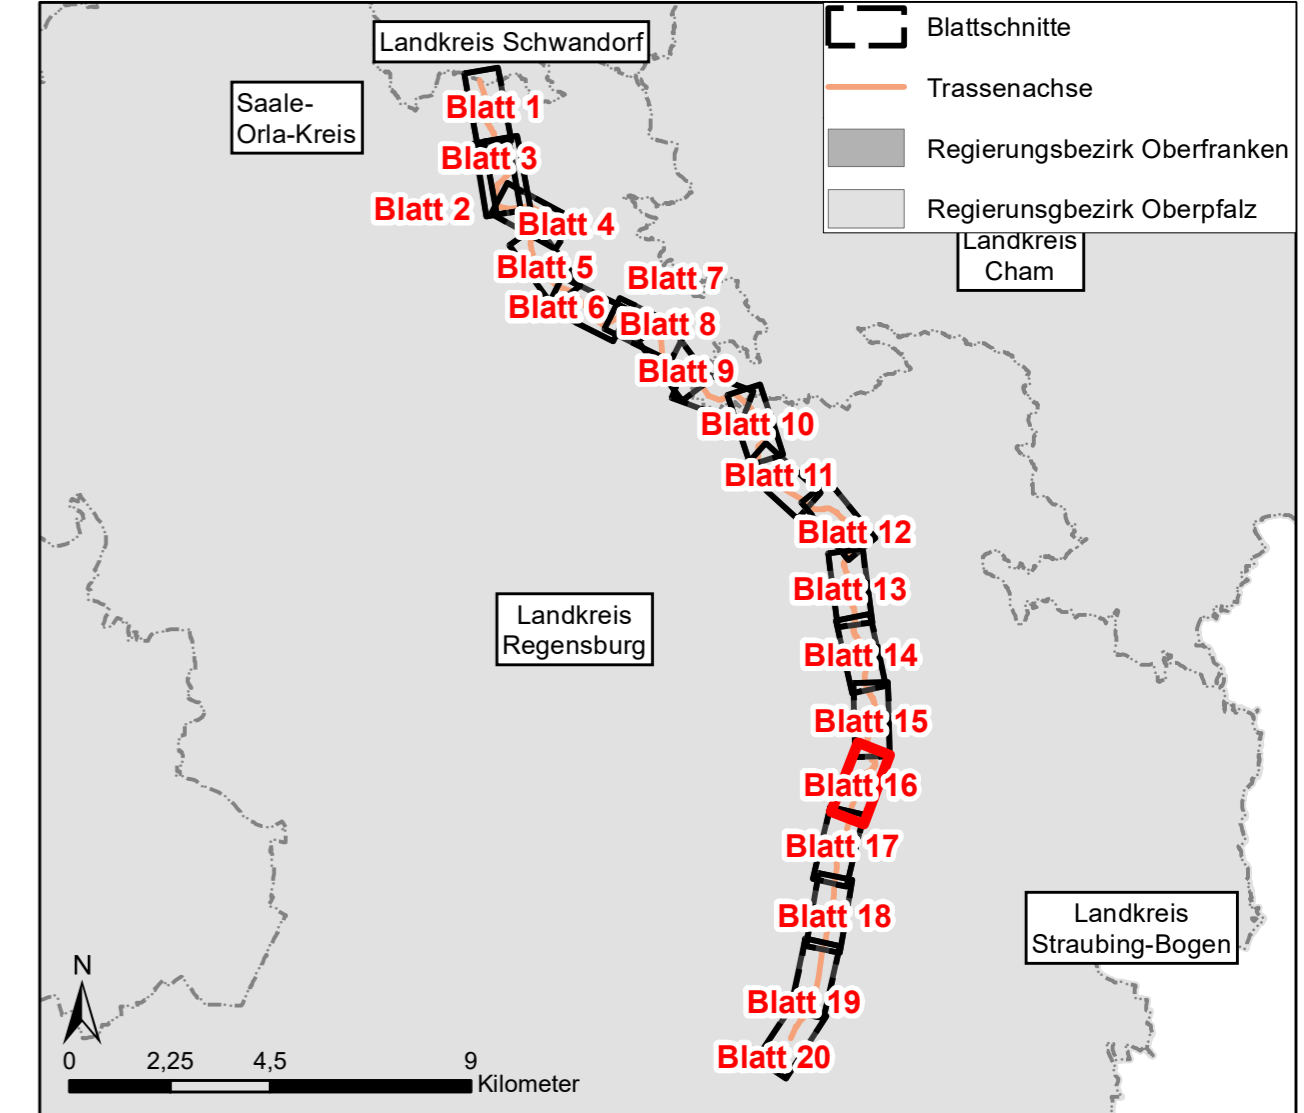 Landkreis Schwandorf
Saale-
Orla-Kreis
Blattschnitte
Trassenachse
Regierungsbezirk Oberfranken
Regierunsgbezirk Oberpfalz
Landkreis
Cham
Blatt 1
Blatt 3
Blatt 2
Blatt 4
Blatt 5
Blatt 7
Blatt 6
Blatt 8
Blatt 9
Blatt 10
Blatt 11
Blatt 12
Blatt 13
Landkreis
Regensburg
Blatt 14
Blatt 15
Blatt 16
Blatt 17
Blatt 18
Landkreis
Straubing-Bogen
Blatt 19
Blatt 20
N
0 2,25 4,5 9
Kilometer